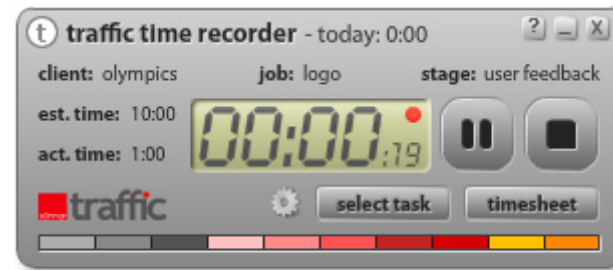 t traffic time recorder - today: 0:00 ? _ X
client: olympics job: logo stage: user feedback
est. time: 10:00
00:00 :19
act. time: 1:00
traffic
select task timesheet